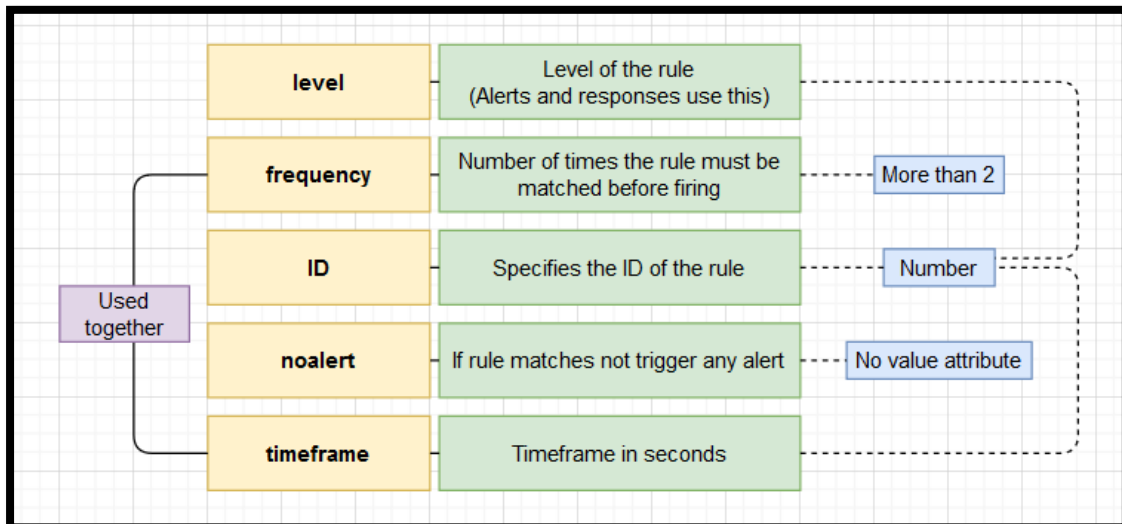 level
Level of the rule
(Alerts and responses use this)
frequency
Number of times the rule must be
matched before firing
More than 2
ID
Specifies the ID of the rule
Number
Used
together
noalert
If rule matches not trigger any alert
No value attribute
timeframe
Timeframe in seconds